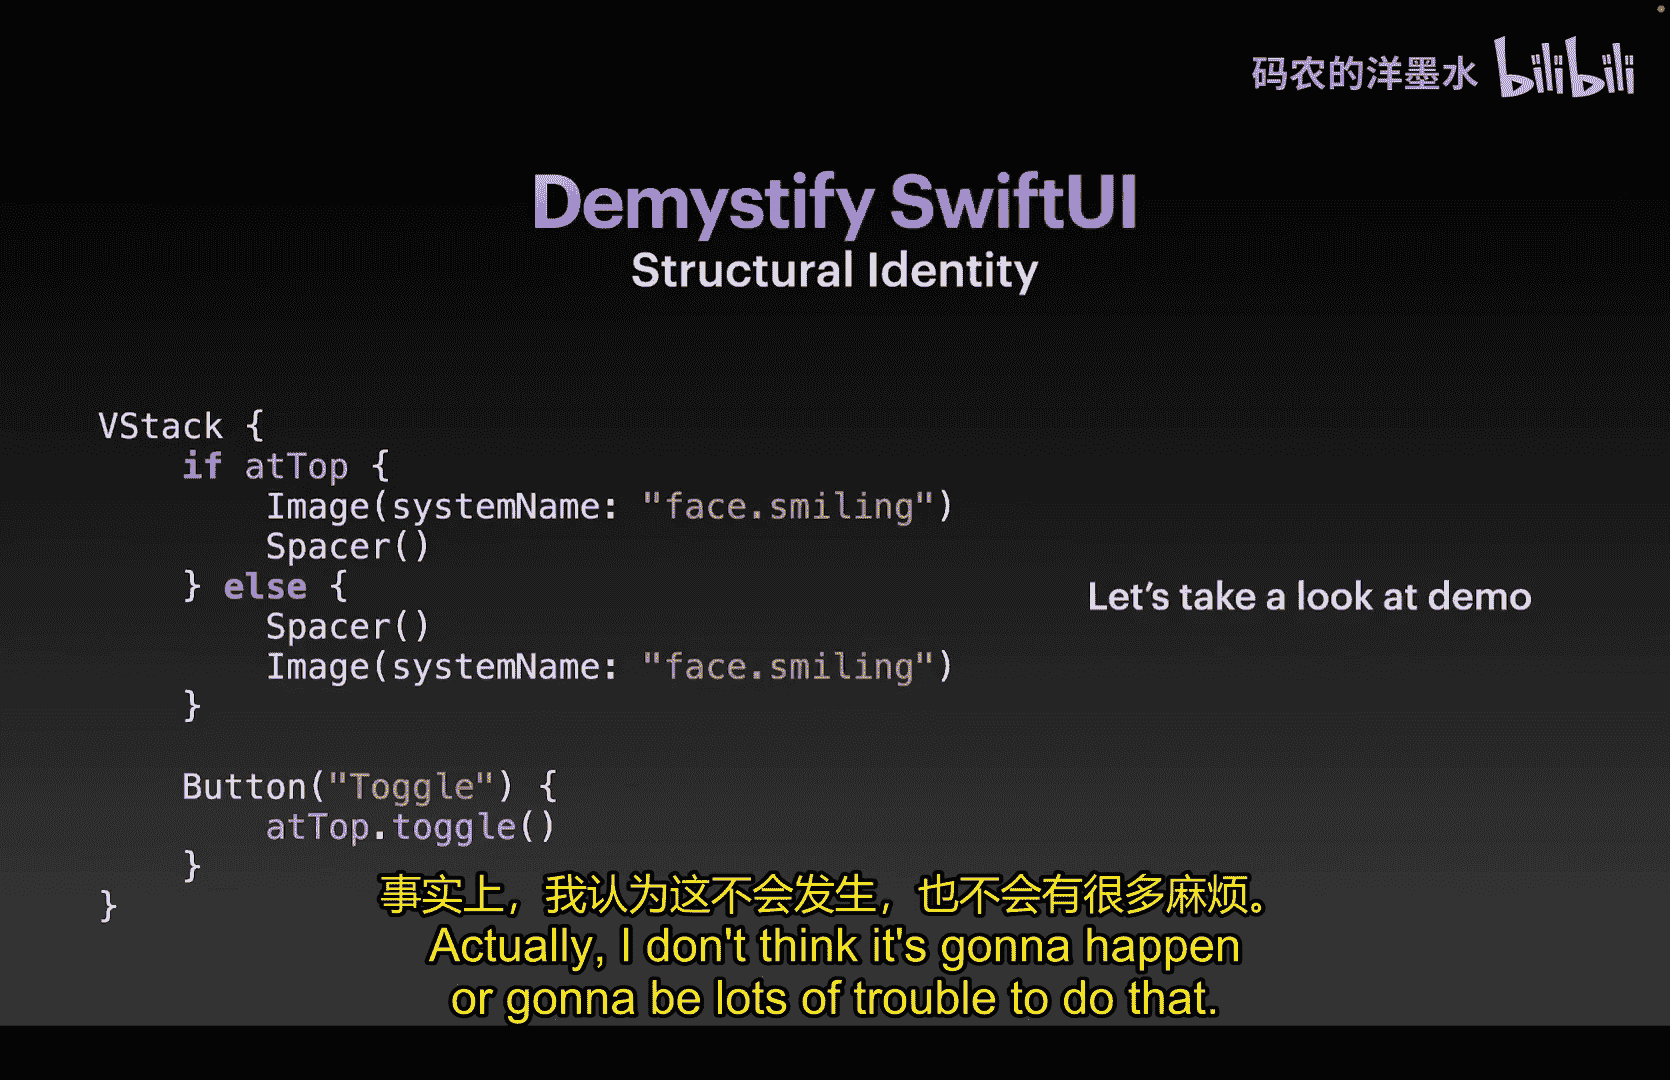 码农的洋墨水 bilibili
Demystify SwiftUI
Structural Identity
VStack {
    if atTop {
        Image(systemName: "face.smiling")
        Spacer()
    } else {
        Spacer()
        Image(systemName: "face.smiling")
    }
Let’s take a look at demo
    Button("Toggle") {
        atTop.toggle()
    }
}
事实上，我认为这不会发生，也不会有很多麻烦。
Actually, I don't think it's gonna happen
or gonna be lots of trouble to do that.